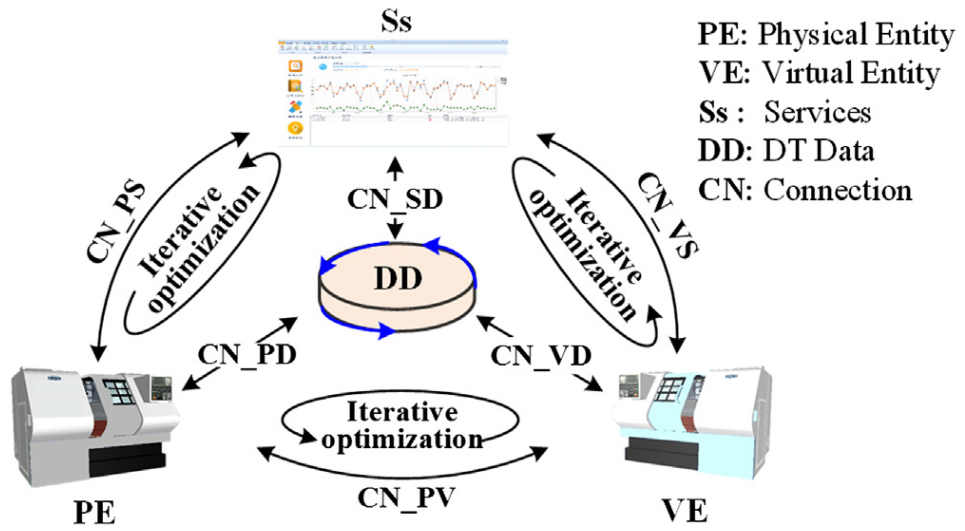 Ss
PE: Physical Entity
VE: Virtual Entity
Ss : Services
DD: DT Data
CN: Connection
CN_PS
Iterative
optimization
CN_SD
Iterative
optimization
CN_VS
DD
CN_PD
CN_VD
Iterative
optimization
CN_PV
PE
VE